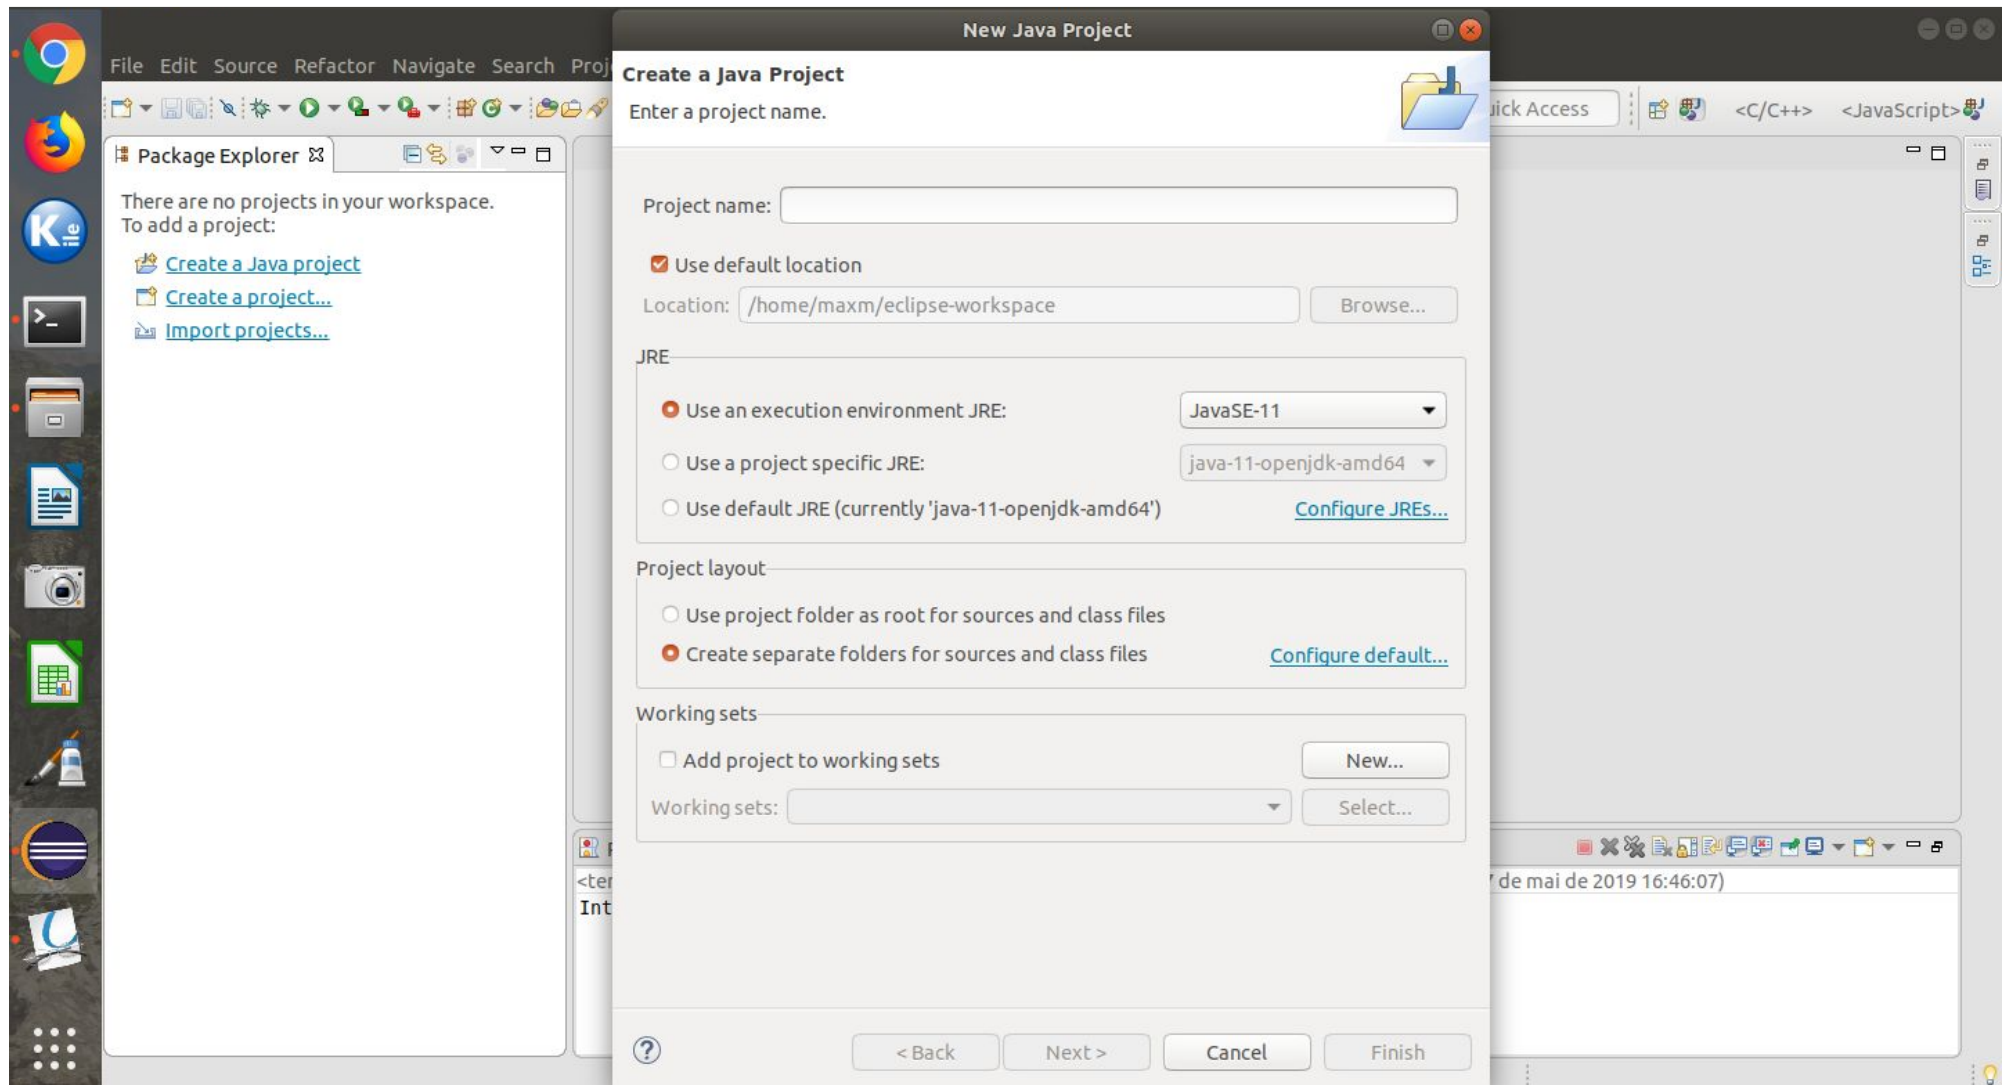 New Java Project
File Edit Source Refactor Navigate Search
Create a Java Project
Enter a project name.
Access
<C/C++>
<JavaScript>
Package Explorer
There are no projects in your workspace.
To add a project:
Create a Java project
Create a project...
Import projects...
Project name:
Use default location
Location: /home/maxm/eclipse-workspace
Browse...
JRE
Use an execution environment JRE:
JavaSE-11
Use a project specific JRE:
java-11-openjdk-amd64
Use default JRE (currently 'java-11-openjdk-amd64')
Configure JREs...
Project layout
Use project folder as root for sources and class files
Create separate folders for sources and class files
Configure default...
Working sets
Add project to working sets
New...
Working sets:
Select...
de mai de 2019 16:46:07)
Int
< Back
Next >
Cancel
Finish